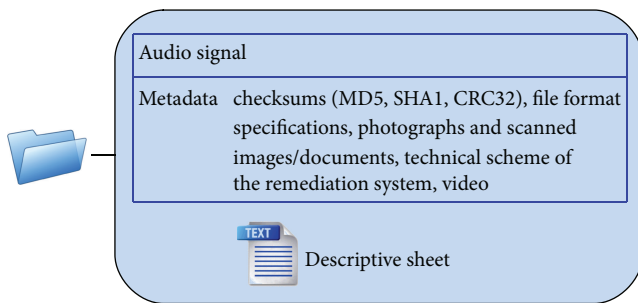 Audio signal
Metadata checksums (MD5, SHA1, CRC32), file format
specifications, photographs and scanned
images/documents, technical scheme of
the remediation system, video
TEXT
Descriptive sheet